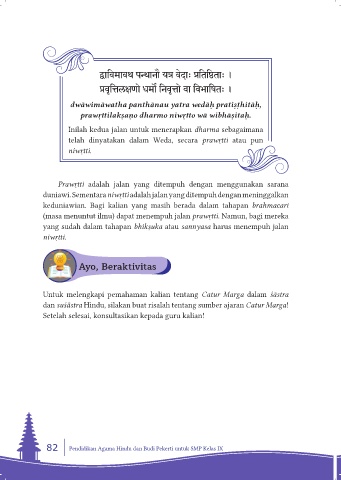 द्वाविमावथ पन्थानौ यत्र वेदाः प्रतिष्ठिताः ।
प्रवृत्तिलक्षणो धर्मो निवृत्तो वा विभाषितः ।
dwāwimāwatha panthānau yatra wedāḥ pratiṣṭhitāḥ,
prawṛttilakṣaṇo dharmo niwṛtto wā wibhāṣitaḥ.
Inilah kedua jalan untuk menerapkan dharma sebagaimana
telah dinyatakan dalam Weda, secara prawṛtti atau pun
niwṛtti.
Prawṛtti adalah jalan yang ditempuh dengan menggunakan sarana
duniawi. Sementara niwṛtti adalah jalan yang ditempuh dengan meninggalkan
keduniawian. Bagi kalian yang masih berada dalam tahapan brahmacari
(masa menuntut ilmu) dapat menempuh jalan prawṛtti. Namun, bagi mereka
yang sudah dalam tahapan bhikṣuka atau sannyasa harus menempuh jalan
niwṛtti.
Ayo, Beraktivitas
Untuk melengkapi pemahaman kalian tentang Catur Marga dalam śāstra
dan suśāstra Hindu, silakan buat risalah tentang sumber ajaran Catur Marga!
Setelah selesai, konsultasikan kepada guru kalian!
82 Pendidikan Agama Hindu dan Budi Pekerti untuk SMP Kelas IX